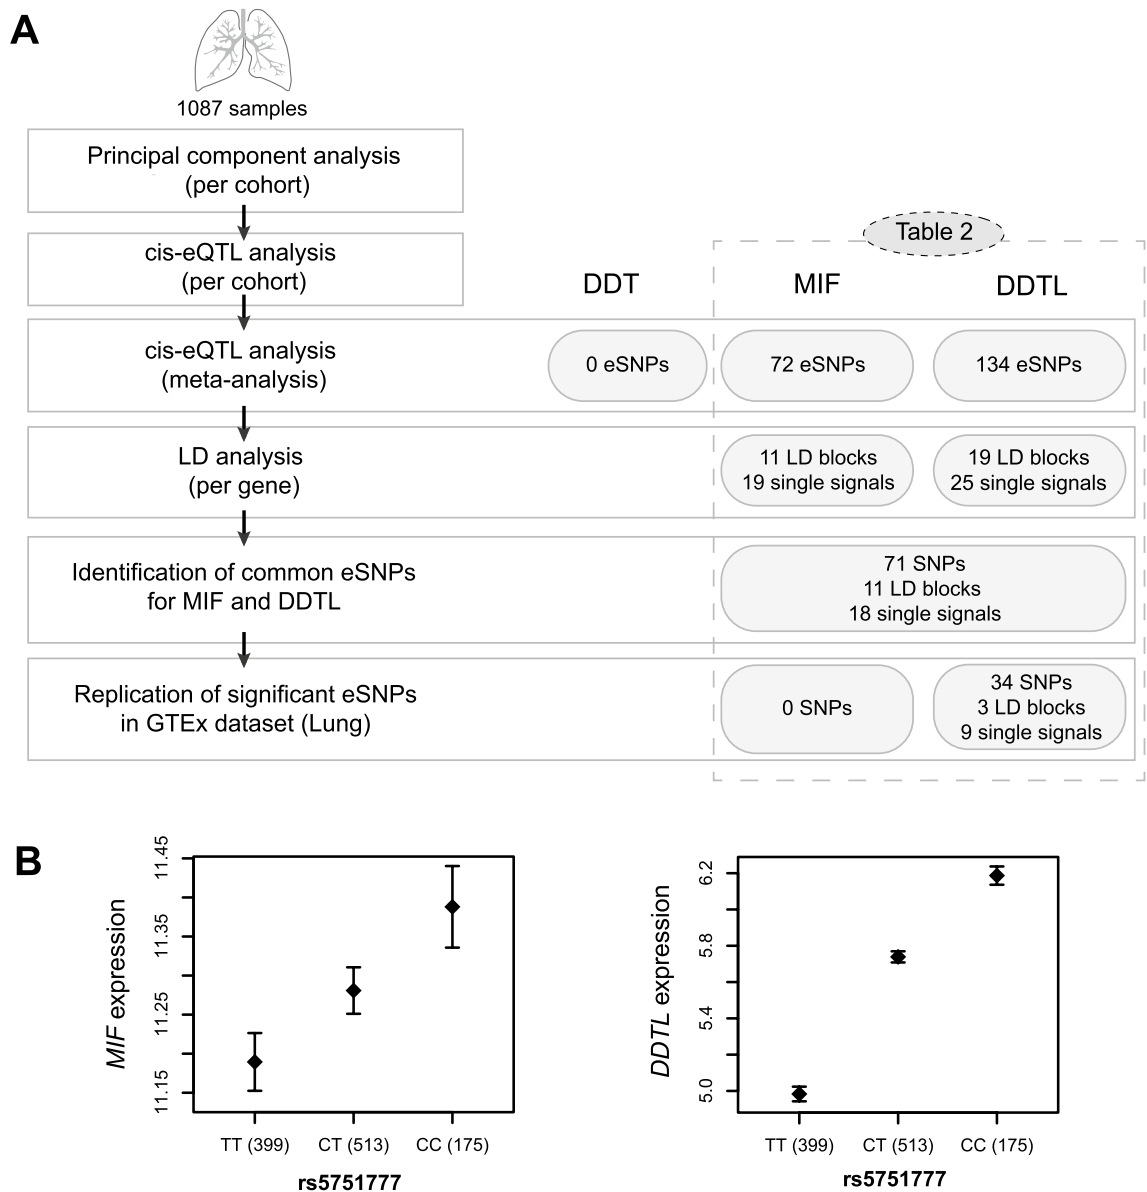 A
1087 samples
Principal component analysis
(per cohort)
cis-eQTL analysis
(per cohort)
Table 2
DDT
MIF
DDTL
cis-eQTL analysis
(meta-analysis)
0 eSNPs
72 eSNPs
134 eSNPs
LD analysis
(per gene)
11 LD blocks
19 single signals
19 LD blocks
25 single signals
Identification of common eSNPs
for MIF and DDTL
71 SNPs
11 LD blocks
18 single signals
Replication of significant eSNPs
in GTEx dataset (Lung)
0 SNPs
34 SNPs
3 LD blocks
9 single signals
B
MIF expression
11.45
11.35
11.25
11.15
TT (399)
CT (513)
CC (175)
rs5751777
DDTL expression
6.2
5.8
5.4
5.0
TT (399)
CT (513)
CC (175)
rs5751777